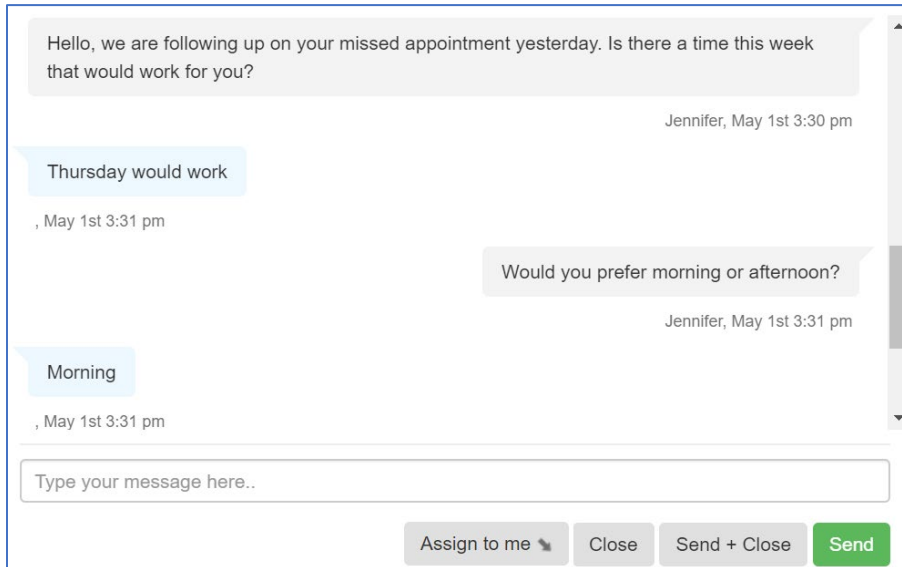 Hello, we are following up on your missed appointment yesterday. Is there a time this week
that would work for you?
Jennifer, May 1st 3:30 pm
Thursday would work
, May 1st 3:31 pm
Would you prefer morning or afternoon?
Jennifer, May 1st 3:31 pm
Morning
, May 1st 3:31 pm
Type your message here..
Assign to me Close Send + Close Send